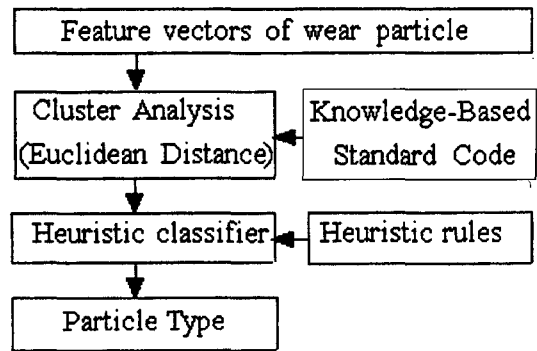 Feature vectors of wear particle
Cluster Analysis
(Euclidean Distance)
Knowledge-Based
Standard Code
Heuristic classifier
Heuristic rules
Particle Type